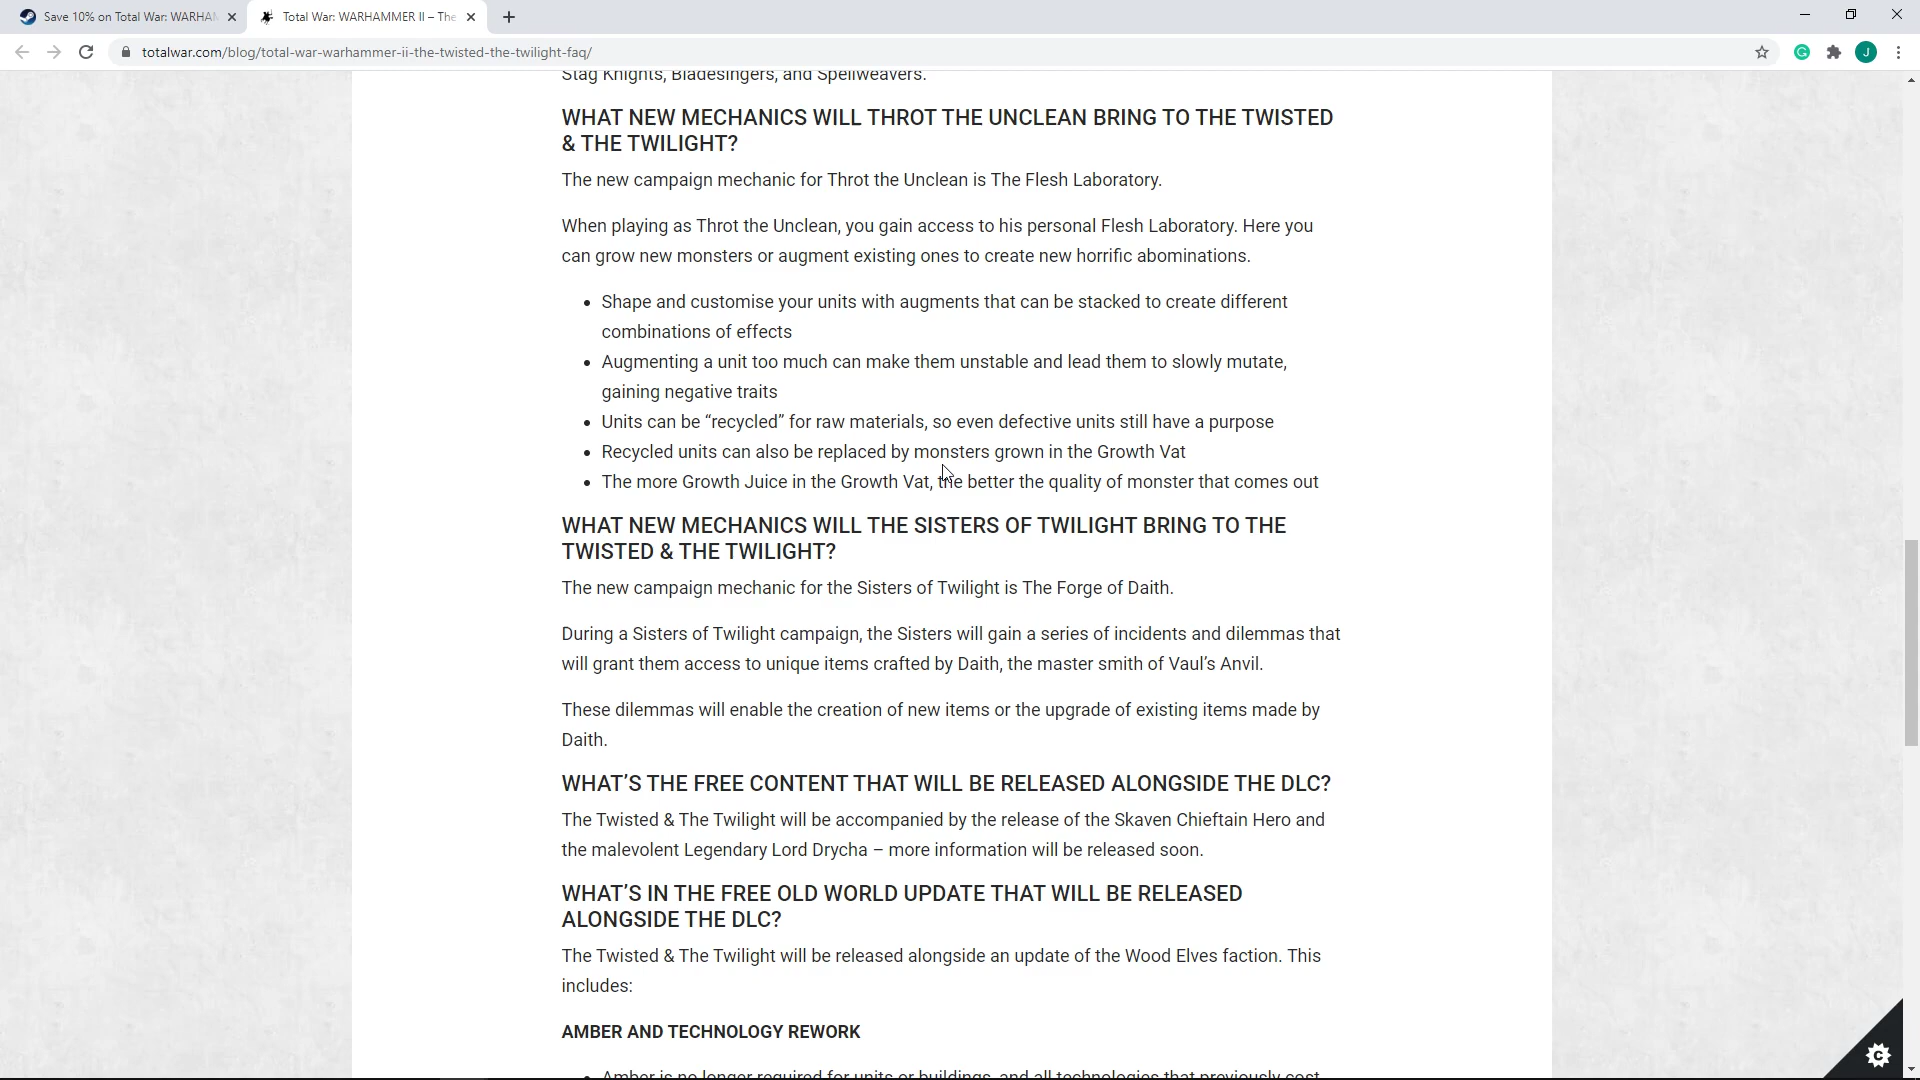 Save 10% on Total War: WARHAM
Total War: WARHAMMER II – The
totalwar.com/blog/total-war-warhammer-ii-the-twisted-the-twilight-faq/
J
Stag Knights, Bladesingers, and Spellweavers.
WHAT NEW MECHANICS WILL THROT THE UNCLEAN BRING TO THE TWISTED
& THE TWILIGHT?
The new campaign mechanic for Throt the Unclean is The Flesh Laboratory.
When playing as Throt the Unclean, you gain access to his personal Flesh Laboratory. Here you
can grow new monsters or augment existing ones to create new horrific abominations.
• Shape and customise your units with augments that can be stacked to create different
combinations of effects
• Augmenting a unit too much can make them unstable and lead them to slowly mutate,
gaining negative traits
• Units can be “recycled” for raw materials, so even defective units still have a purpose
• Recycled units can also be replaced by monsters grown in the Growth Vat
• The more Growth Juice in the Growth Vat, the better the quality of monster that comes out
WHAT NEW MECHANICS WILL THE SISTERS OF TWILIGHT BRING TO THE
TWISTED & THE TWILIGHT?
The new campaign mechanic for the Sisters of Twilight is The Forge of Daith.
During a Sisters of Twilight campaign, the Sisters will gain a series of incidents and dilemmas that
will grant them access to unique items crafted by Daith, the master smith of Vaul’s Anvil.
These dilemmas will enable the creation of new items or the upgrade of existing items made by
Daith.
WHAT’S THE FREE CONTENT THAT WILL BE RELEASED ALONGSIDE THE DLC?
The Twisted & The Twilight will be accompanied by the release of the Skaven Chieftain Hero and
the malevolent Legendary Lord Drycha – more information will be released soon.
WHAT’S IN THE FREE OLD WORLD UPDATE THAT WILL BE RELEASED
ALONGSIDE THE DLC?
The Twisted & The Twilight will be released alongside an update of the Wood Elves faction. This
includes:
AMBER AND TECHNOLOGY REWORK
• Amber is no longer required for units or buildings, and all technologies that previously cost